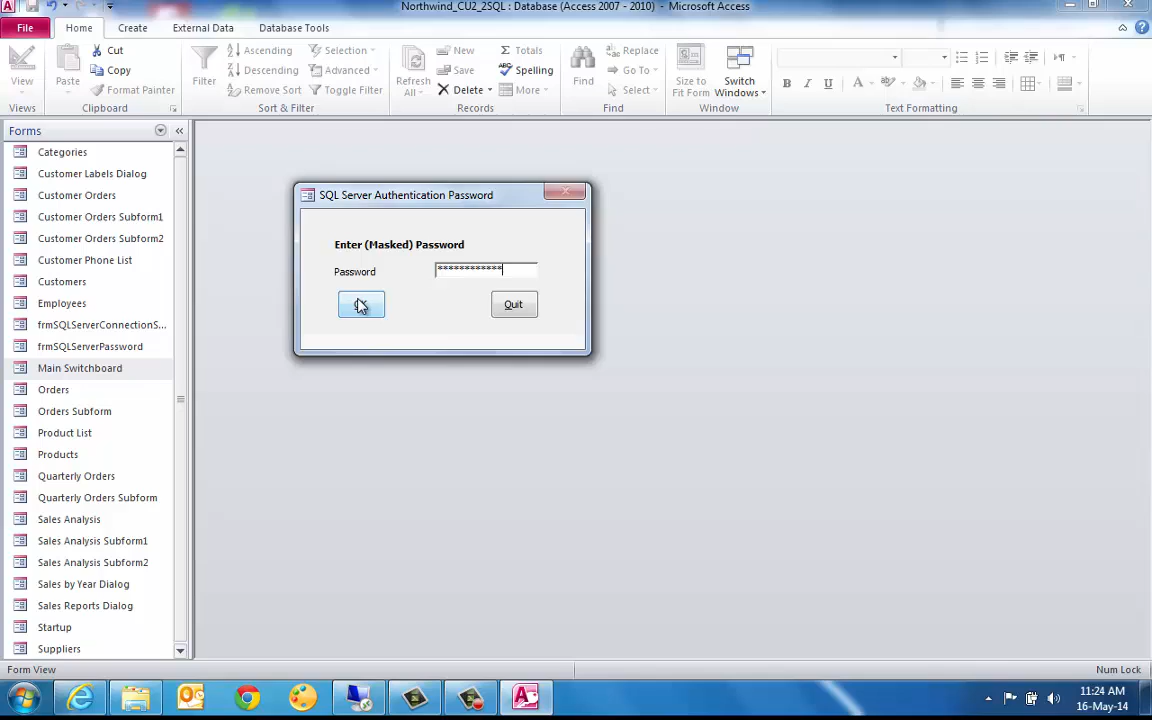 Northwind_CU2_2SQL : Database (Access 2007 - 2010) - Microsoft Access
File Home Create External Data Database Tools
View
Views
Paste
Cut
Copy
Format Painter
Clipboard
Filter
Ascending
Descending
Remove Sort
Selection
Advanced
Toggle Filter
Sort & Filter
Refresh All
New
Save
Delete
Totals
Spelling
More
Records
Find
Replace
Go To
Select
Find
Size to Fit Form
Switch Windows
Window
B I U
Text Formatting
Forms
Categories
Customer Labels Dialog
Customer Orders
Customer Orders Subform1
Customer Orders Subform2
Customer Phone List
Customers
Employees
frmSQLServerConnectionS...
frmSQLServerPassword
Main Switchboard
Orders
Orders Subform
Product List
Products
Quarterly Orders
Quarterly Orders Subform
Sales Analysis
Sales Analysis Subform1
Sales Analysis Subform2
Sales by Year Dialog
Sales Reports Dialog
Startup
Suppliers
SQL Server Authentication Password
Enter (Masked) Password
Password ************
Quit
Form View
Num Lock
11:24 AM
16-May-14